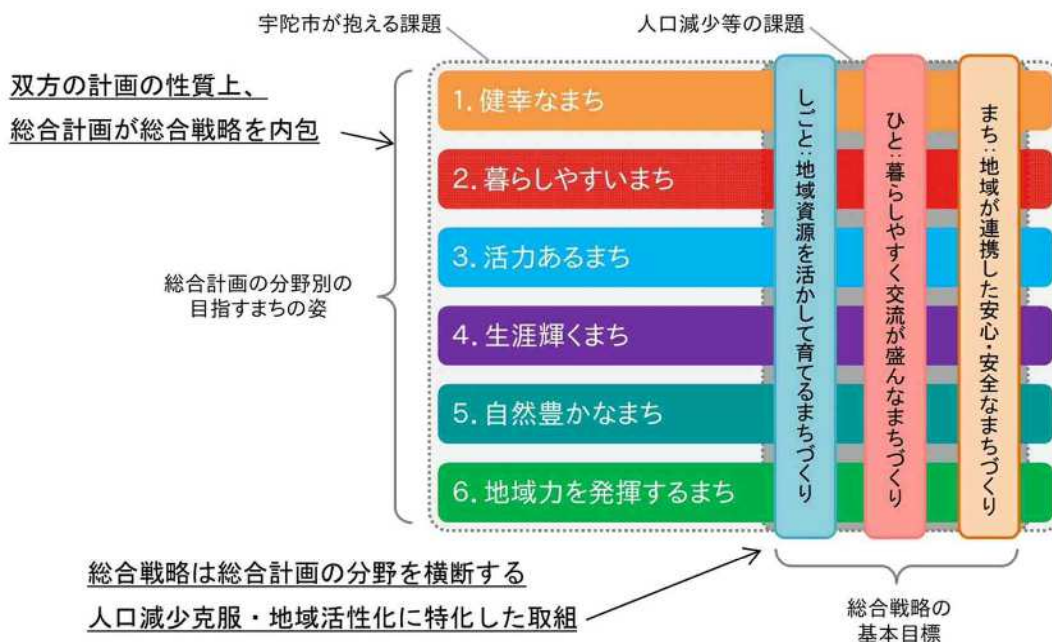 宇陀市が抱える課題
人口減少等の課題
双方の計画の性質上、
総合計画が総合戦略を内包
1. 健幸なまち
2. 暮らしやすいまち
3. 活力あるまち
4. 生涯輝くまち
5. 自然豊かなまち
6. 地域力を発揮するまち
総合計画の分野別の
目指すまちの姿
しごと：地域資源を活かして育てるまちづくり
ひと：暮らしやすく交流が盛んなまちづくり
まち：地域が連携した安心・安全なまちづくり
総合戦略は総合計画の分野を横断する
人口減少克服・地域活性化に特化した取組
総合戦略の
基本目標